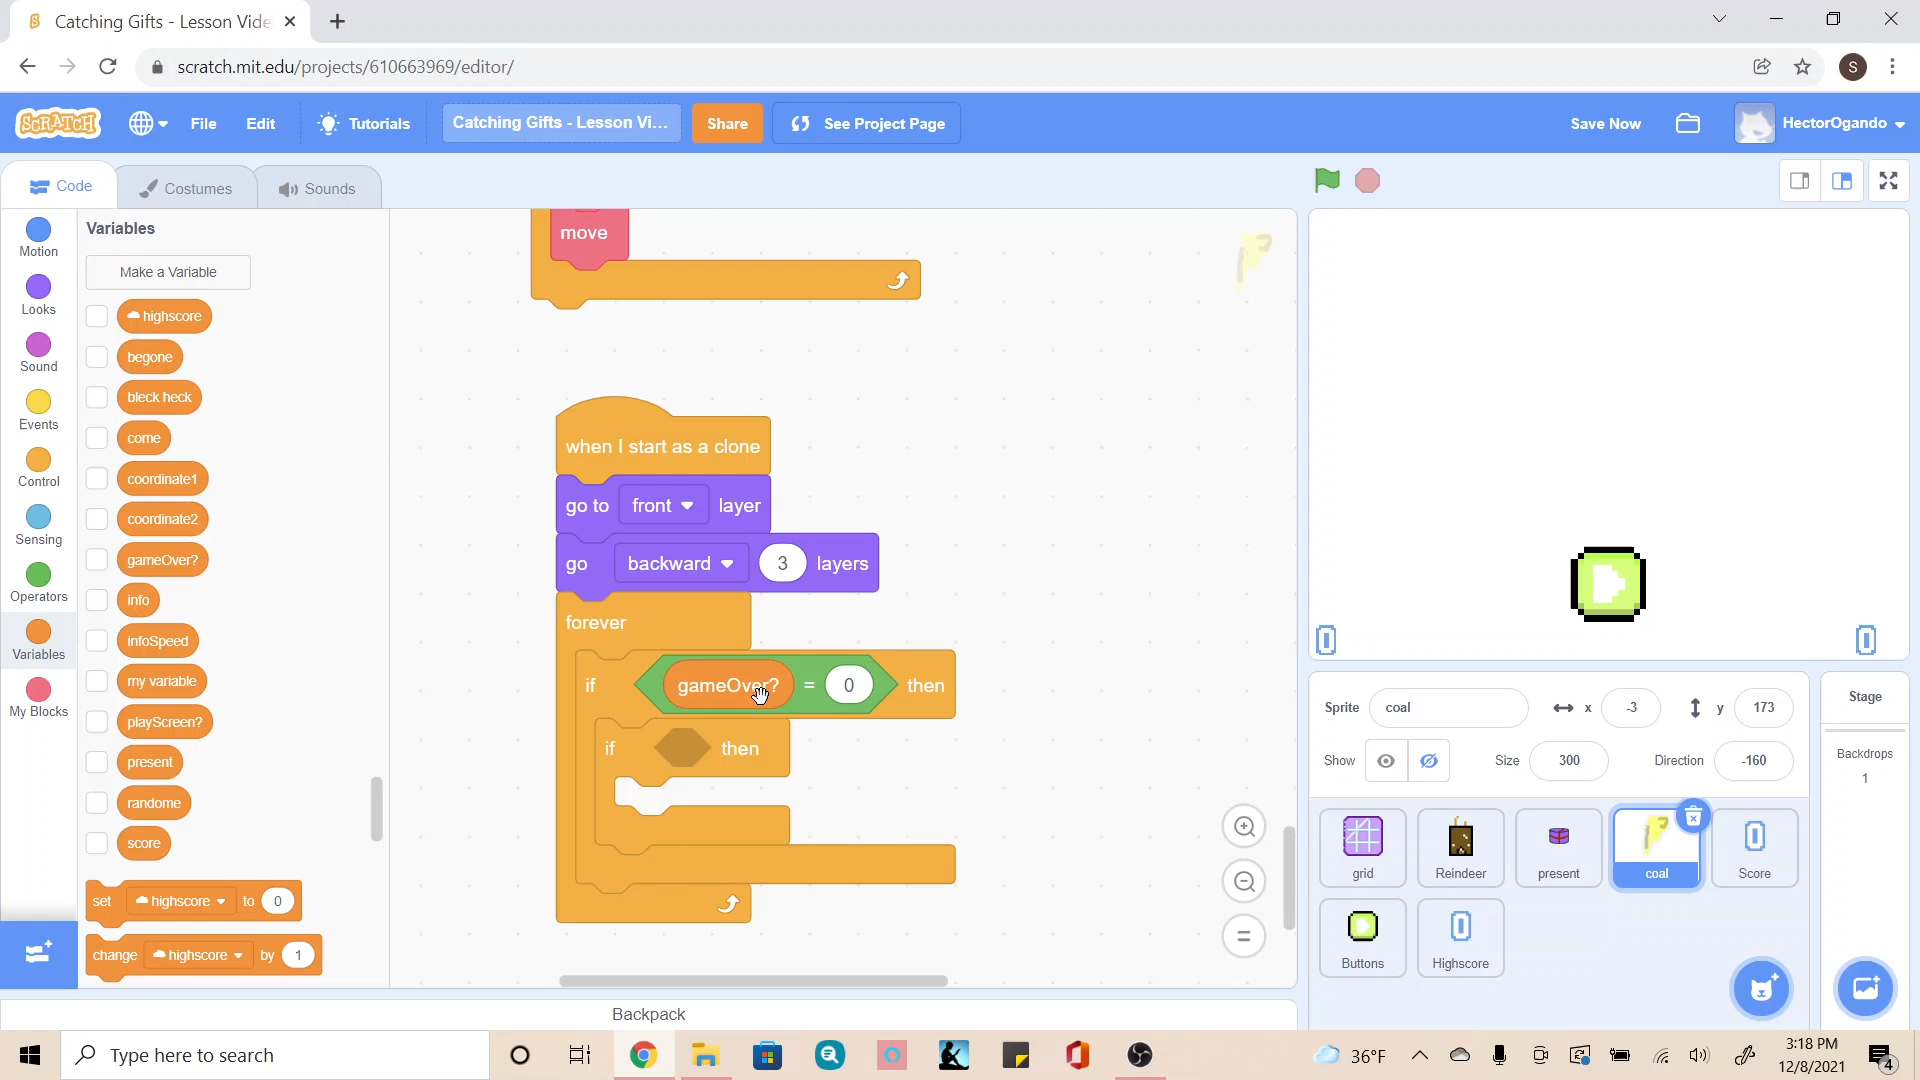 Catching Gifts - Lesson Vide
scratch.mit.edu/projects/610663969/editor/
S
SCRATCH
File
Edit
Tutorials
Catching Gifts - Lesson Vi...
Share
See Project Page
Save Now
HectorOgando
Code
Costumes
Sounds
Motion
Looks
Sound
Events
Control
Sensing
Operators
Variables
My Blocks
Variables
Make a Variable
highscore
begone
bleck heck
come
coordinate1
coordinate2
gameOver?
info
infoSpeed
my variable
playScreen?
present
randome
score
set highscore to 0
change highscore by 1
move
when I start as a clone
go to front layer
go backward 3 layers
forever
if gameOver? = 0 then
if then
Backpack
Sprite coal x -3 y 173
Show Size 300 Direction -160
grid
Reindeer
present
coal
Score
Buttons
Highscore
Stage
Backdrops
1
Type here to search
36°F
3:18 PM
12/8/2021
4